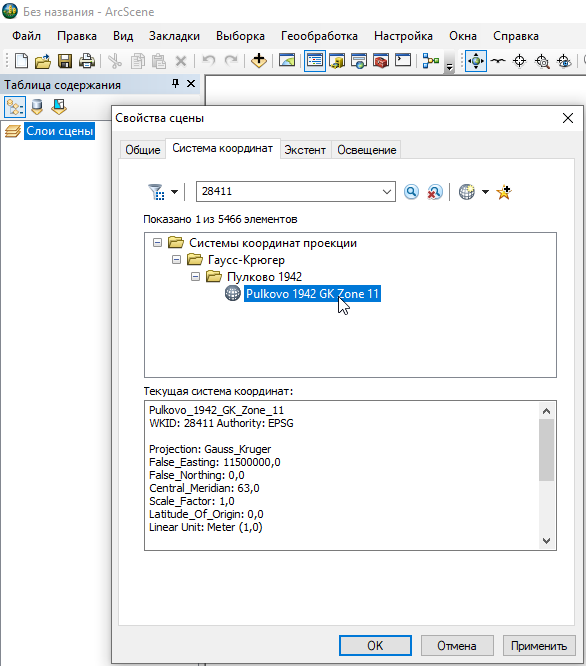 Без названия - ArcScene
Файл Правка Вид Закладки Выборка Геообработка Настройка Окна Справка
Таблица содержания
Слои сцены
Свойства сцены
Общие Система координат Экстент Освещение
28411
Показано 1 из 5466 элементов
Системы координат проекции
Гаусс-Крюгер
Пулково 1942
Pulkovo 1942 GK Zone 11
Текущая система координат:
Pulkovo_1942_GK_Zone_11
WKID: 28411 Authority: EPSG
Projection: Gauss_Kruger
False_Easting: 11500000,0
False_Northing: 0,0
Central_Meridian: 63,0
Scale_Factor: 1,0
Latitude_Of_Origin: 0,0
Linear Unit: Meter (1,0)
OK Отмена Применить